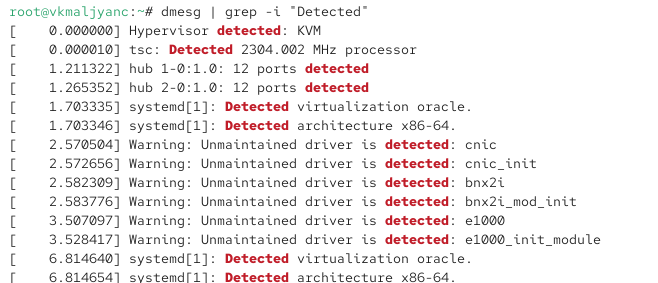 root@vkmaljyanc:~# dmesg | grep -i "Detected"
[    0.000000] Hypervisor detected: KVM
[    0.000010] tsc: Detected 2304.002 MHz processor
[    1.211322] hub 1-0:1.0: 12 ports detected
[    1.265352] hub 2-0:1.0: 12 ports detected
[    1.703335] systemd[1]: Detected virtualization oracle.
[    1.703346] systemd[1]: Detected architecture x86-64.
[    2.570504] Warning: Unmaintained driver is detected: cnic
[    2.572656] Warning: Unmaintained driver is detected: cnic_init
[    2.582309] Warning: Unmaintained driver is detected: bnx2i
[    2.583776] Warning: Unmaintained driver is detected: bnx2i_mod_init
[    3.507097] Warning: Unmaintained driver is detected: e1000
[    3.528417] Warning: Unmaintained driver is detected: e1000_init_module
[    6.814640] systemd[1]: Detected virtualization oracle.
[    6.814654] systemd[1]: Detected architecture x86-64.